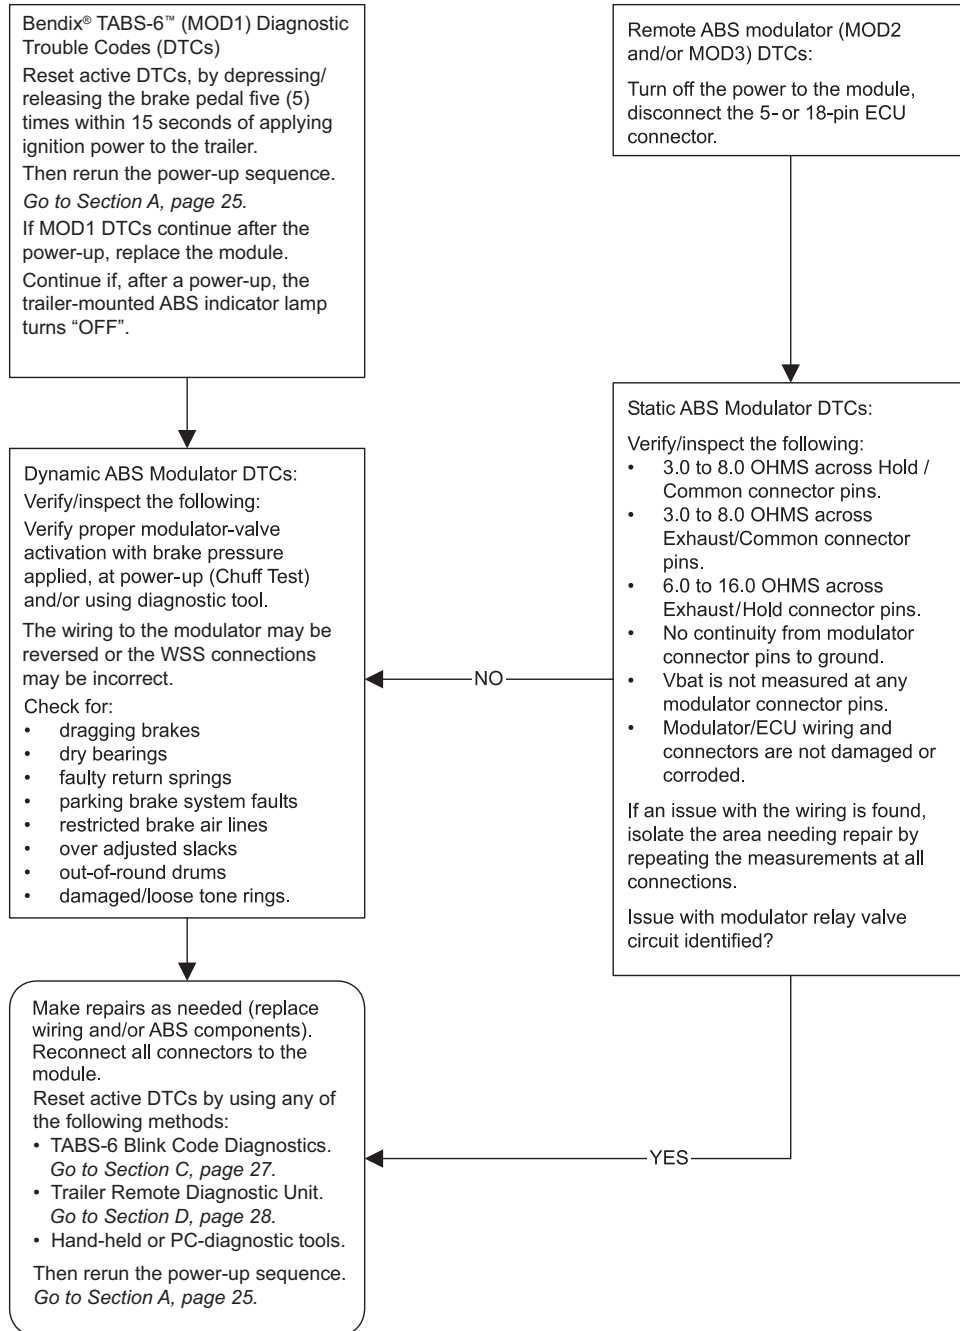 Bendix® TABS-6™ (MOD1) Diagnostic
Trouble Codes (DTCs)
Reset active DTCs, by depressing/
releasing the brake pedal five (5)
times within 15 seconds of applying
ignition power to the trailer.
Then rerun the power-up sequence.
Go to Section A, page 25.
If MOD1 DTCs continue after the
power-up, replace the module.
Continue if, after a power-up, the
trailer-mounted ABS indicator lamp
turns “OFF”.
Remote ABS modulator (MOD2
and/or MOD3) DTCs:
Turn off the power to the module,
disconnect the 5- or 18-pin ECU
connector.
Dynamic ABS Modulator DTCs:
Verify/inspect the following:
Verify proper modulator-valve
activation with brake pressure
applied, at power-up (Chuff Test)
and/or using diagnostic tool.
The wiring to the modulator may be
reversed or the WSS connections
may be incorrect.
Check for:
• dragging brakes
• dry bearings
• faulty return springs
• parking brake system faults
• restricted brake air lines
• over adjusted slacks
• out-of-round drums
• damaged/loose tone rings.
NO
Static ABS Modulator DTCs:
Verify/inspect the following:
• 3.0 to 8.0 OHMS across Hold /
Common connector pins.
• 3.0 to 8.0 OHMS across
Exhaust/Common connector
pins.
• 6.0 to 16.0 OHMS across
Exhaust/Hold connector pins.
• No continuity from modulator
connector pins to ground.
• Vbat is not measured at any
modulator connector pins.
• Modulator/ECU wiring and
connectors are not damaged or
corroded.
If an issue with the wiring is found,
isolate the area needing repair by
repeating the measurements at all
connections.
Issue with modulator relay valve
circuit identified?
Make repairs as needed (replace
wiring and/or ABS components).
Reconnect all connectors to the
module.
Reset active DTCs by using any of
the following methods:
• TABS-6 Blink Code Diagnostics.
Go to Section C, page 27.
• Trailer Remote Diagnostic Unit.
Go to Section D, page 28.
• Hand-held or PC-diagnostic tools.
Then rerun the power-up sequence.
Go to Section A, page 25.
YES